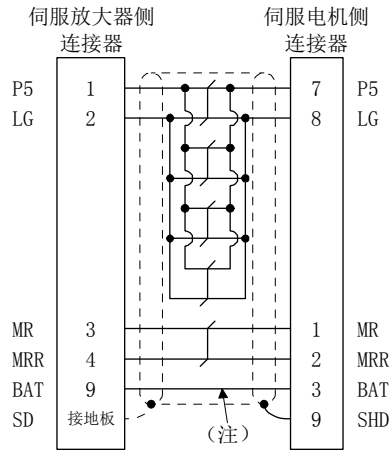 伺服放大器侧
连接器
伺服电机侧
连接器
P5 1 7 P5
LG 2 8 LG
MR 3 1 MR
MRR 4 2 MRR
BAT 9 3 BAT
SD 接地板 9 SHD
(注)